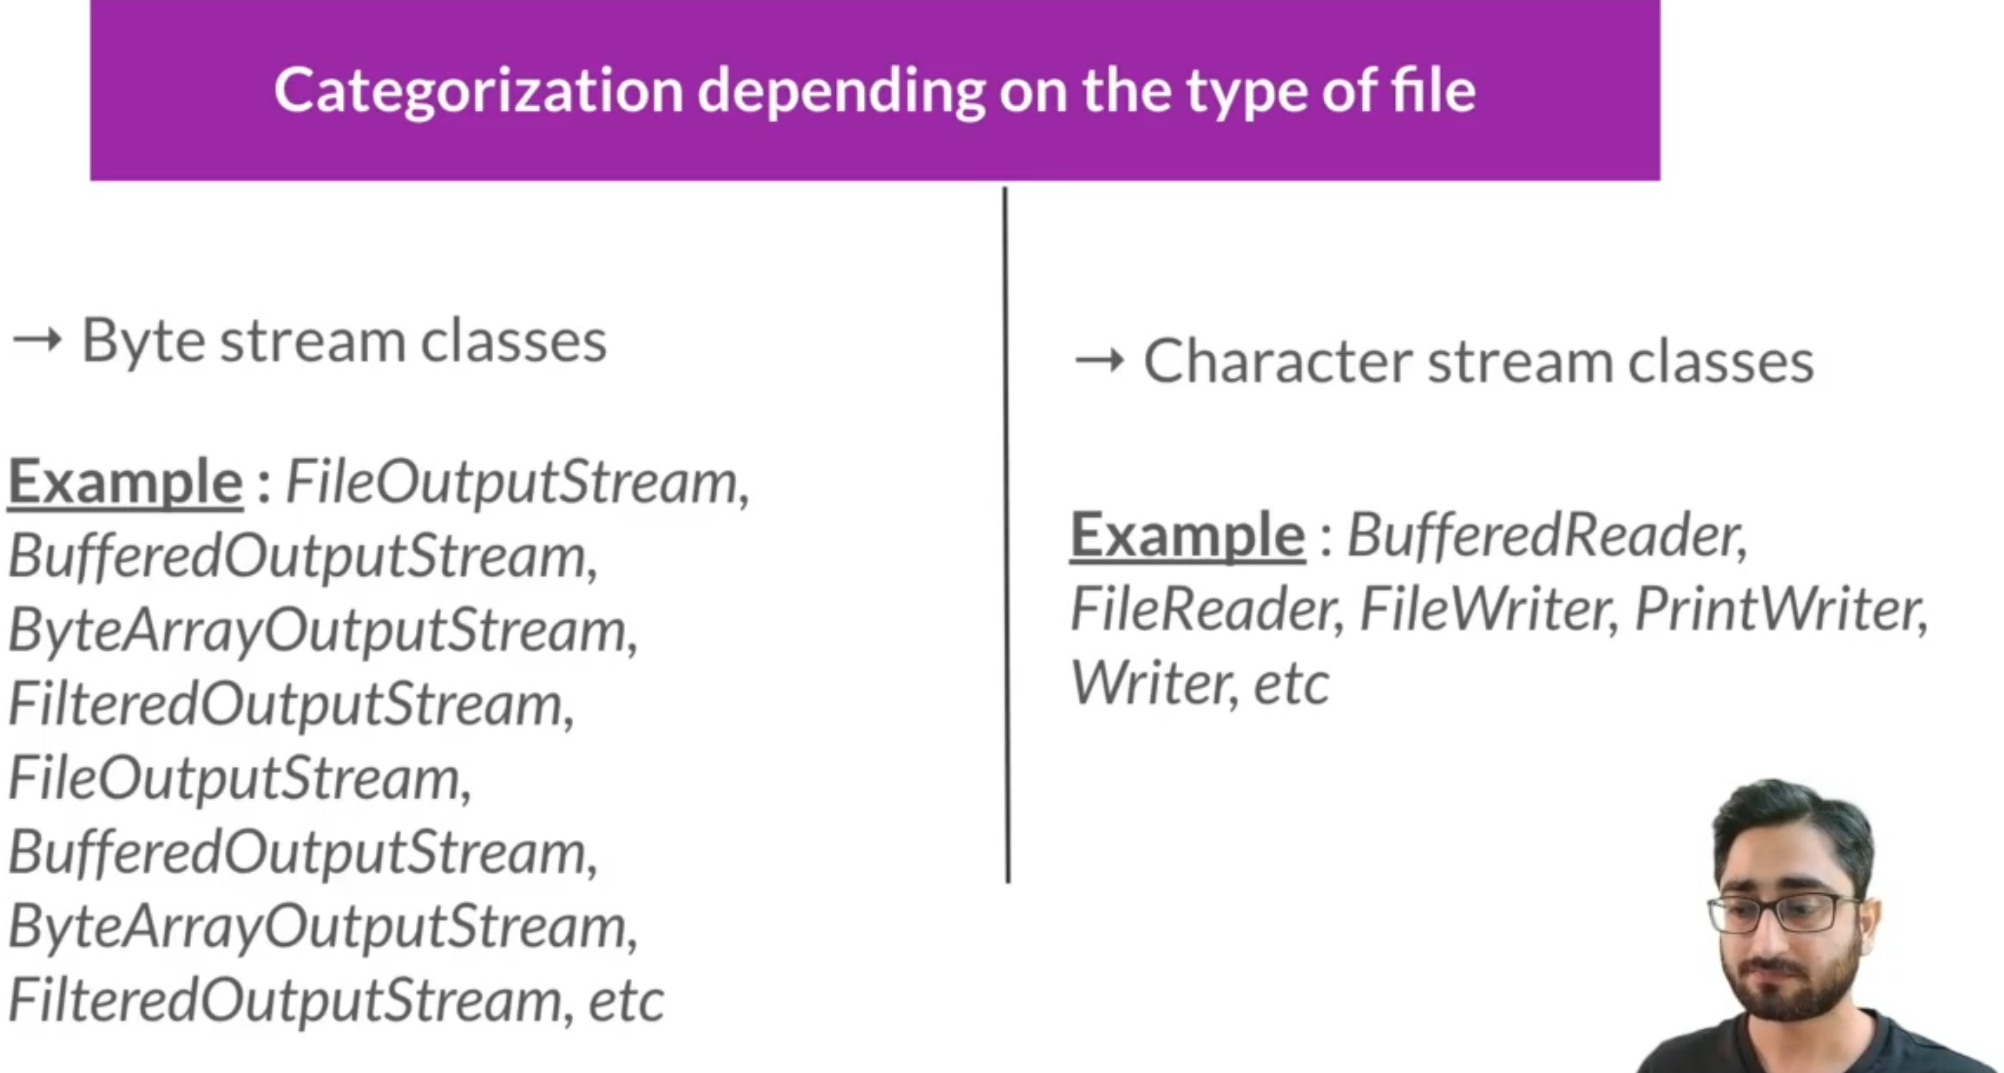 Categorization depending on the type of file
→ Byte stream classes
Example : FileOutputStream,
BufferedOutputStream,
ByteArrayOutputStream,
FilteredOutputStream,
FileOutputStream,
BufferedOutputStream,
ByteArrayOutputStream,
FilteredOutputStream, etc
→ Character stream classes
Example : BufferedReader,
FileReader, FileWriter, PrintWriter,
Writer, etc